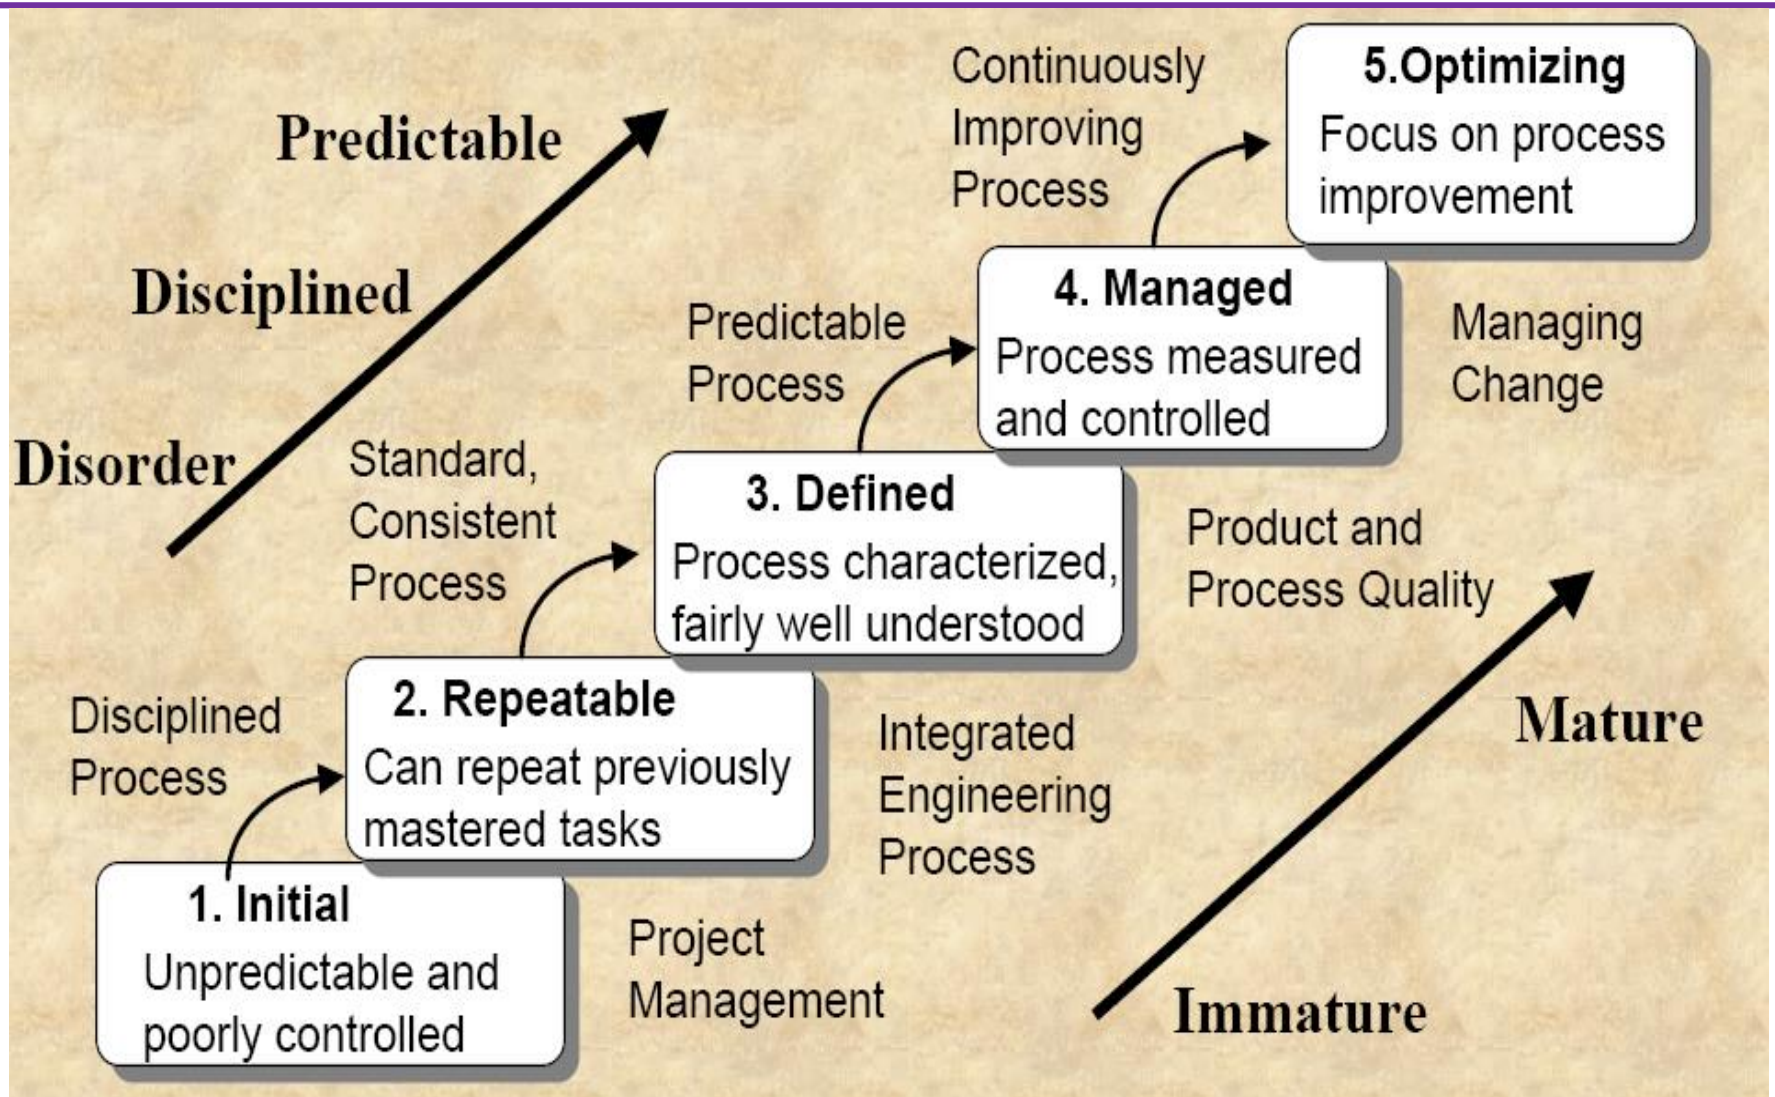 Predictable
Disciplined
Disorder
Continuously
Improving
Process
5.Optimizing
Focus on process
improvement
Predictable
Process
4. Managed
Process measured
and controlled
Managing
Change
Standard,
Consistent
Process
3. Defined
Process characterized,
fairly well understood
Product and
Process Quality
Disciplined
Process
2. Repeatable
Can repeat previously
mastered tasks
Integrated
Engineering
Process
Mature
1. Initial
Unpredictable and
poorly controlled
Project
Management
Immature